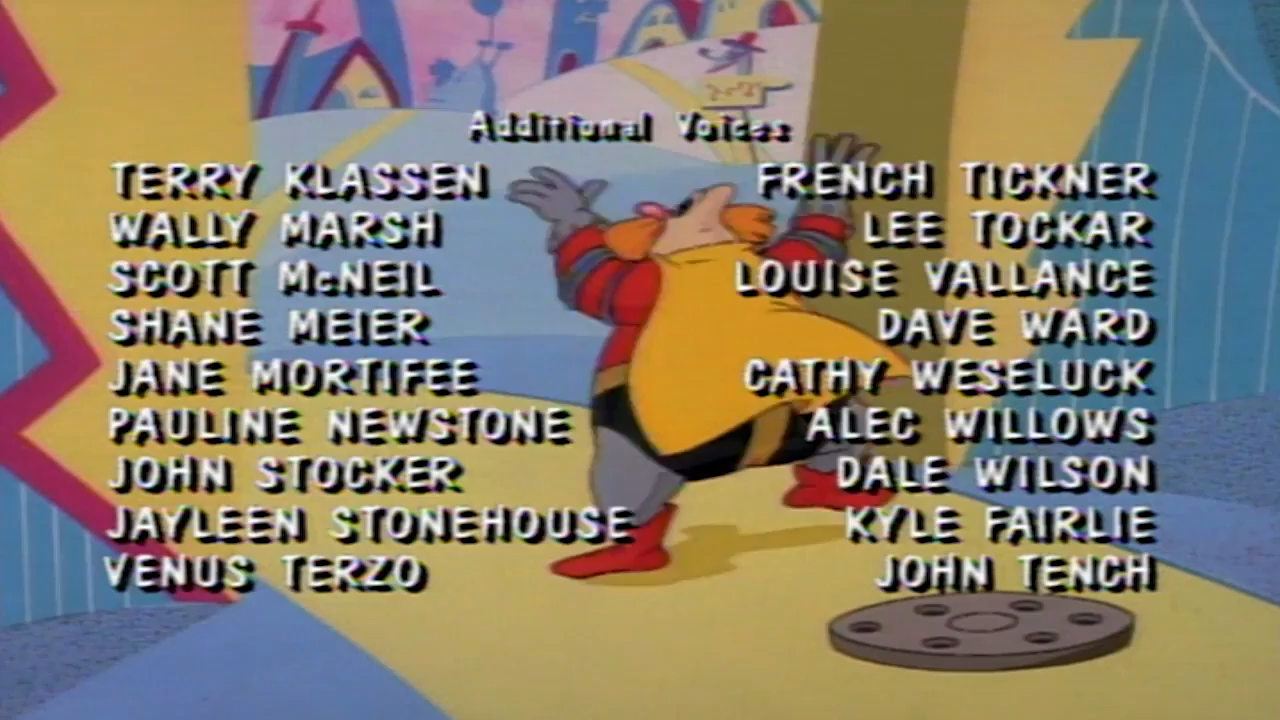 Additional Voices
TERRY KLASSEN FRENCH TICKNER
WALLY MARSH LEE TOCKAR
SCOTT McNEIL LOUISE VALLANCE
SHANE MEIER DAVE WARD
JANE MORTIFEE CATHY WESELUCK
PAULINE NEWSTONE ALEC WILLOWS
JOHN STOCKER DALE WILSON
JAYLEEN STONEHOUSE KYLE FAIRLIE
VENUS TERZO JOHN TENCH